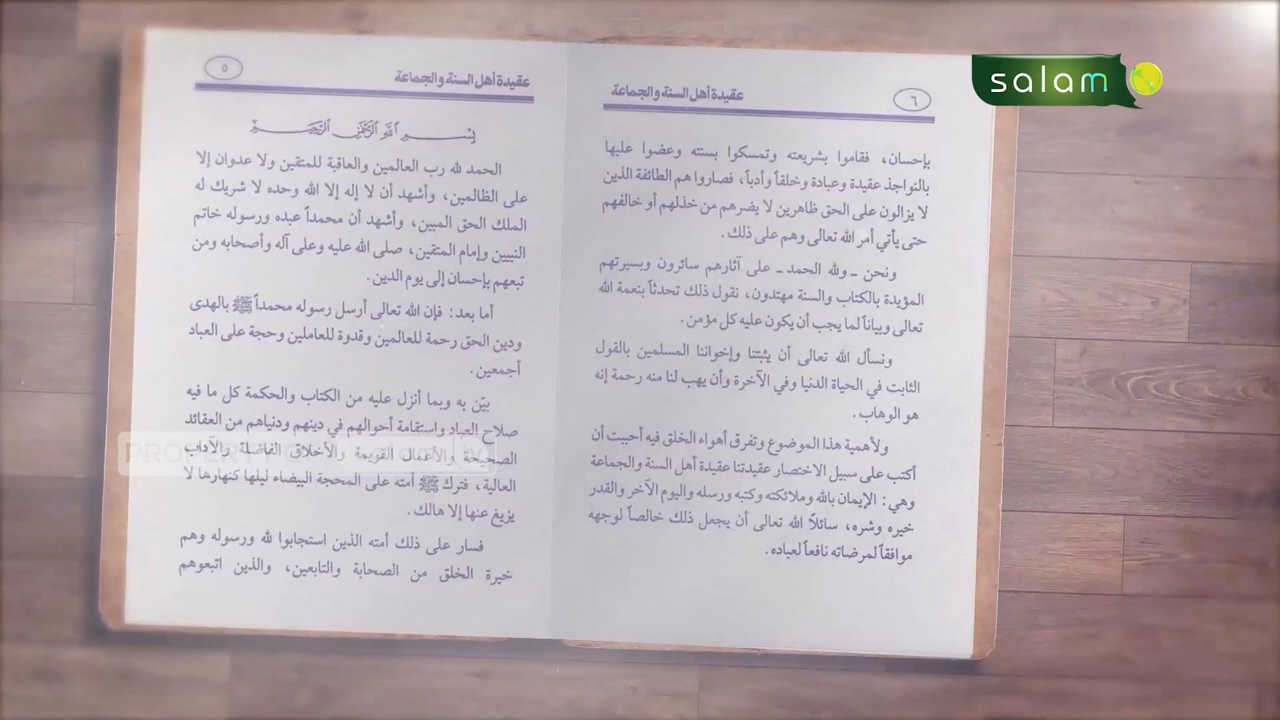 salam
٥
عقيدة أهل السنة والجماعة
بسم الله الرحمن الرحيم
الحمد لله رب العالمين والعاقبة للمتقين ولا عدوان إلا
على الظالمين، وأشهد أن لا إله إلا الله وحده لا شريك له
الملك الحق المبين، وأشهد أن محمداً عبده ورسوله خاتم
النبيين وإمام المتقين، صلى الله عليه وعلى آله وأصحابه ومن
تبعهم بإحسان إلى يوم الدين.
أما بعد: فإن الله تعالى أرسل رسوله محمداً ﷺ بالهدى
ودين الحق رحمة للعالمين وقدوة للعاملين وحجة على العباد
أجمعين.
بيّن به وبما أنزل عليه من الكتاب والحكمة كل ما فيه
صلاح العباد واستقامة أحوالهم في دينهم ودنياهم من العقائد
الصحيحة والأعمال القويمة والأخلاق الفاضلة والآداب
العالية، فترك ﷺ أمته على المحجة البيضاء ليلها كنهارها لا
يزيغ عنها إلا هالك.
فسار على ذلك أمته الذين استجابوا لله ورسوله وهم
خيرة الخلق من الصحابة والتابعين، والذين اتبعوهم
٦
عقيدة أهل السنة والجماعة
بإحسان، فقاموا بشريعته وتمسكوا بسنته وعضوا عليها
بالنواجذ عقيدة وعبادة وخلقاً وأدباً، فصاروا هم الطائفة الذين
لا يزالون على الحق ظاهرين لا يضرهم من خذلهم أو خالفهم
حتى يأتي أمر الله تعالى وهم على ذلك.
ونحن ـ ولله الحمد ـ على آثارهم سائرون وبسيرتهم
المؤيدة بالكتاب والسنة مهتدون، نقول ذلك تحدثاً بنعمة الله
تعالى وبياناً لما يجب أن يكون عليه كل مؤمن.
ونسأل الله تعالى أن يثبتنا وإخواننا المسلمين بالقول
الثابت في الحياة الدنيا وفي الآخرة وأن يهب لنا منه رحمة إنه
هو الوهاب.
ولأهمية هذا الموضوع وتفرق أهواء الخلق فيه أحببت أن
أكتب على سبيل الاختصار عقيدتنا عقيدة أهل السنة والجماعة
وهي: الإيمان بالله وملائكته وكتبه ورسله واليوم الآخر والقدر
خيره وشره، سائلاً الله تعالى أن يجعل ذلك خالصاً لوجهه
موافقاً لمرضاته نافعاً لعباده.